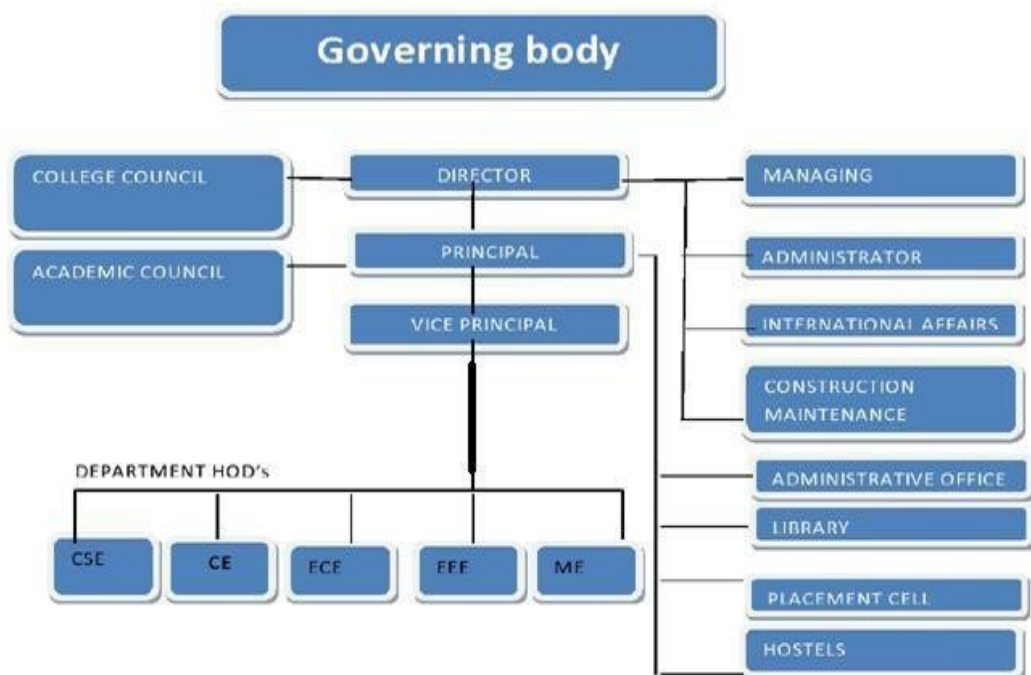 Governing body
COLLEGE COUNCIL
DIRECTOR
MANAGING
ACADEMIC COUNCIL
PRINCIPAL
ADMINISTRATOR
VICE PRINCIPAL
INTERNATIONAL AFFAIRS
CONSTRUCTION
MAINTENANCE
DEPARTMENT HOD's
ADMINISTRATIVE OFFICE
LIBRARY
CSE
CE
ECE
EEE
ME
PLACEMENT CELL
HOSTELS